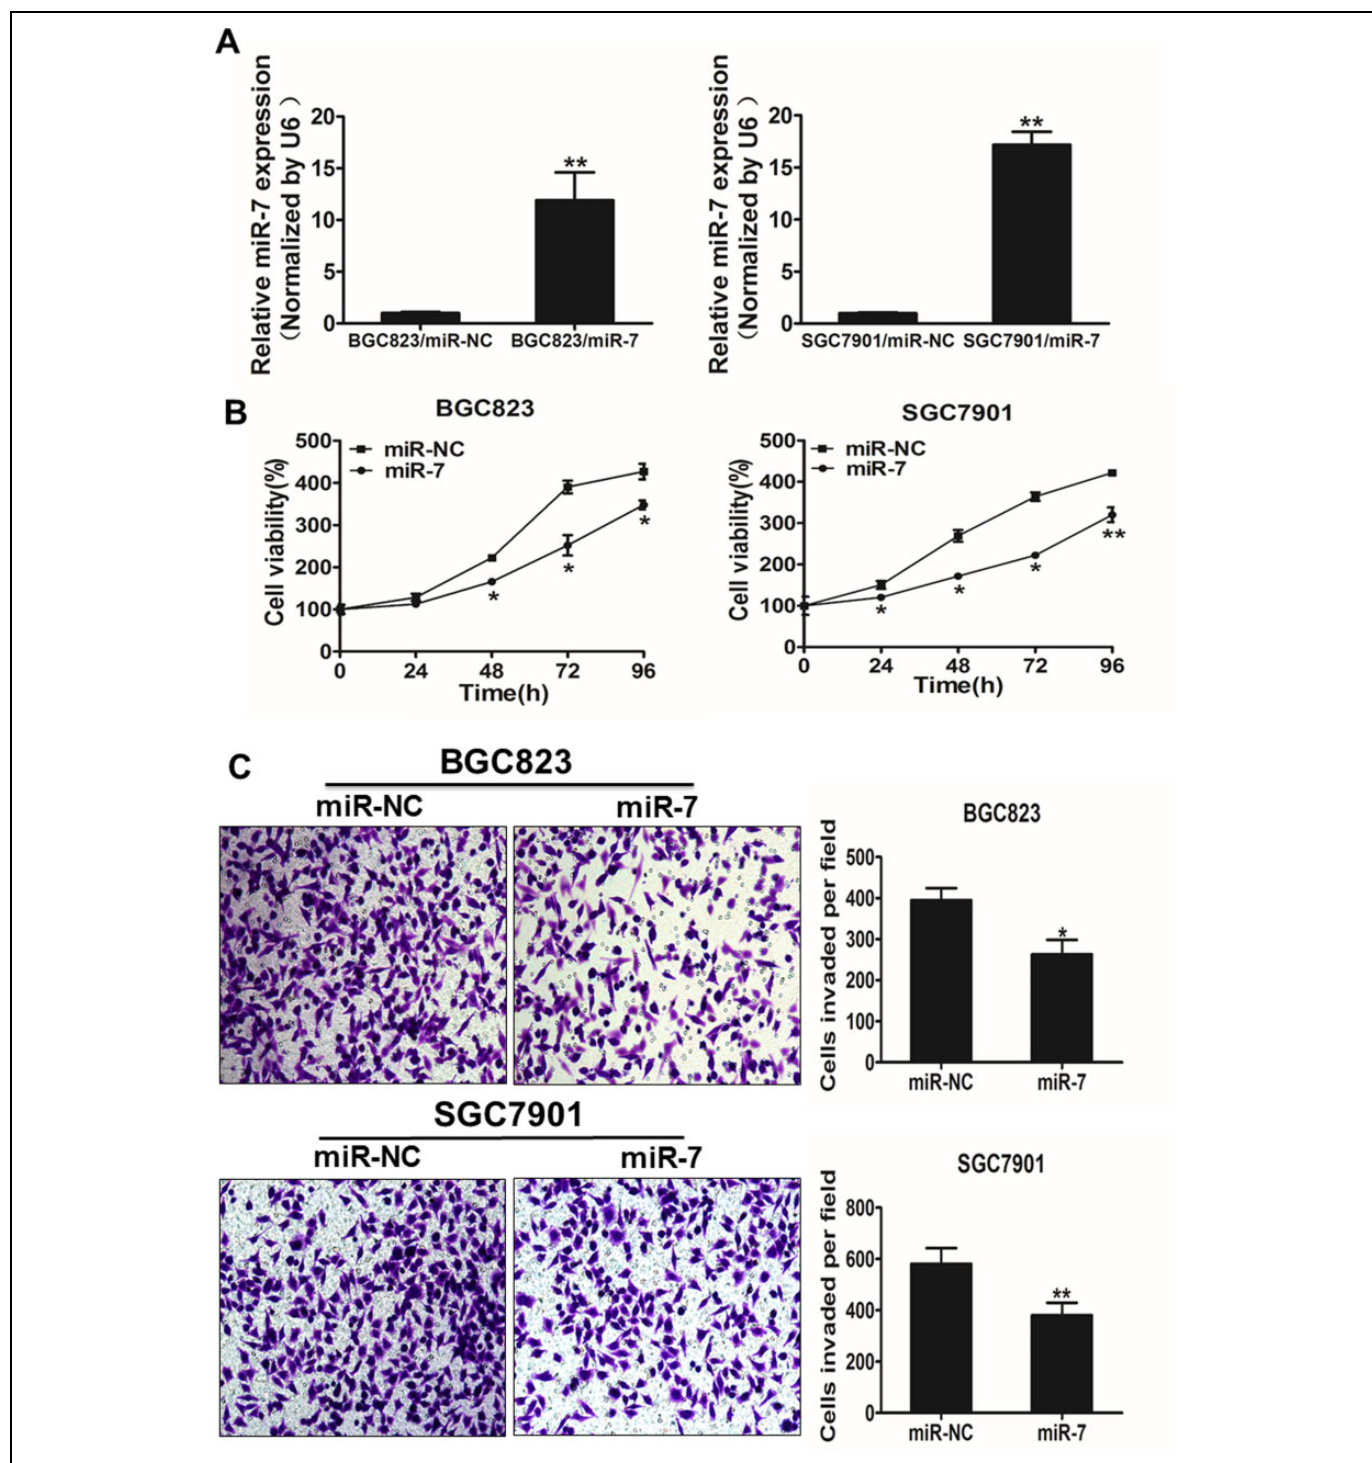 A
Relative miR-7 expression
（Normalized by U6 ）
20
15
10
5
0
**
BGC823/miR-NC BGC823/miR-7
Relative miR-7 expression
（Normalized by U6 ）
20
15
10
5
0
**
SGC7901/miR-NC SGC7901/miR-7
B
BGC823
Cell viability(%)
500
400
300
200
100
0
miR-NC
miR-7
*
*
*
0 24 48 72 96
Time(h)
SGC7901
Cell viability(%)
500
400
300
200
100
0
miR-NC
miR-7
*
*
*
**
0 24 48 72 96
Time(h)
C
BGC823
miR-NC miR-7
BGC823
Cells invaded per field
500
400
300
200
100
0
*
miR-NC miR-7
SGC7901
miR-NC miR-7
SGC7901
Cells invaded per field
800
600
400
200
0
**
miR-NC miR-7